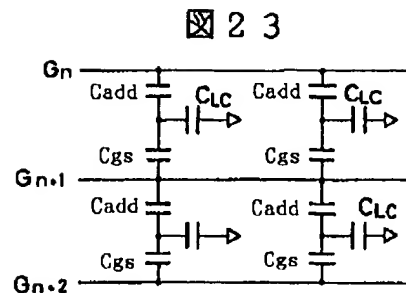 図23
Gn
Cadd CLC Cadd CLC
Cgs Cgs
Gn+1
Cadd Cadd CLC
Cgs Cgs
Gn+2